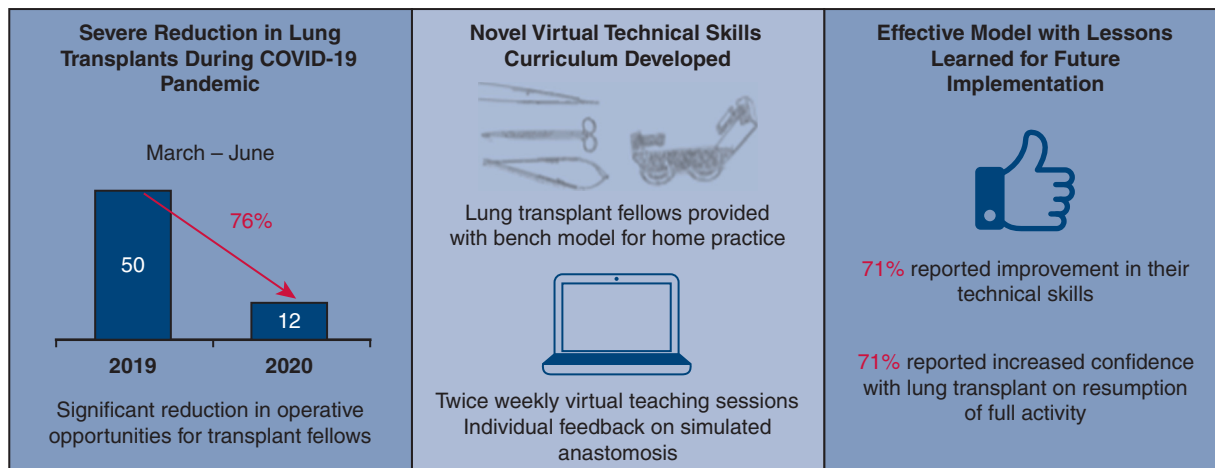 Severe Reduction in Lung
Transplants During COVID-19
Pandemic
March – June
76%
50
12
2019
2020
Significant reduction in operative
opportunities for transplant fellows
Novel Virtual Technical Skills
Curriculum Developed
Lung transplant fellows provided
with bench model for home practice
Twice weekly virtual teaching sessions
Individual feedback on simulated
anastomosis
Effective Model with Lessons
Learned for Future
Implementation
71% reported improvement in their
technical skills
71% reported increased confidence
with lung transplant on resumption
of full activity